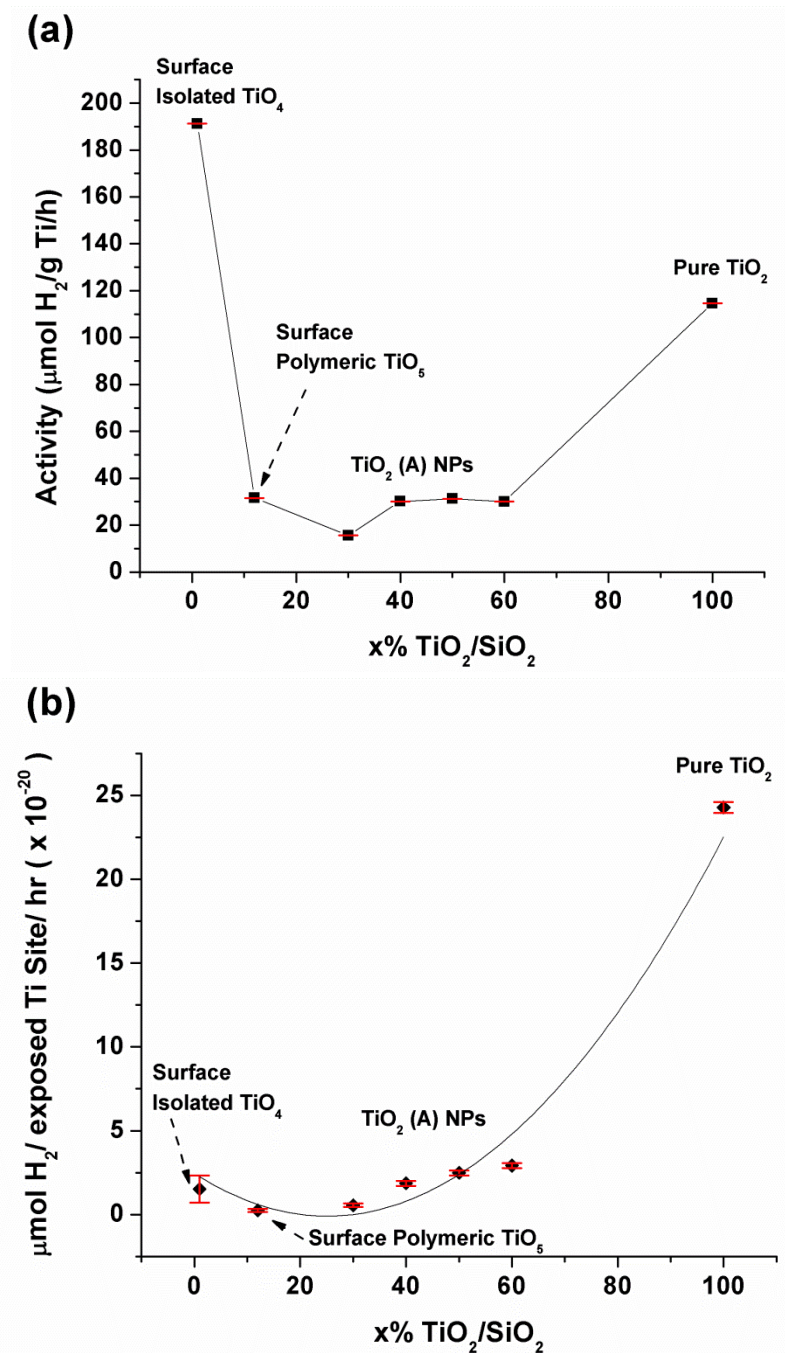 (a)
Surface
Isolated TiO₄
200
180
160
140
120
100
80
60
40
20
0
Activity (μmol H₂/g Ti/h)
Pure TiO₂
Surface
Polymeric TiO₅
TiO₂ (A) NPs
0 20 40 60 80 100
x% TiO₂/SiO₂
(b)
25
20
15
10
5
0
μmol H₂/ exposed Ti Site/ hr ( x 10⁻²⁰ )
Pure TiO₂
Surface
Isolated TiO₄
TiO₂ (A) NPs
Surface Polymeric TiO₅
0 20 40 60 80 100
x% TiO₂/SiO₂